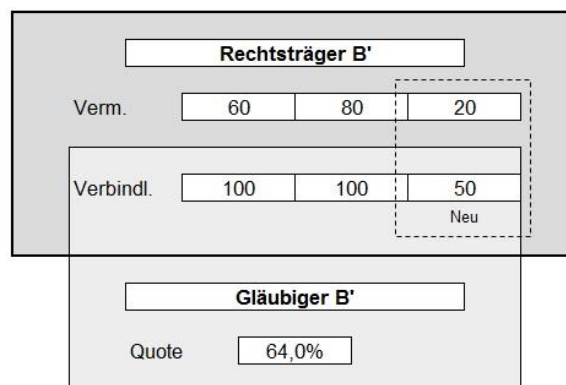 Rechtsträger B'
Verm. 60 80 20
Verbindl. 100 100 50
Neu
Gläubiger B'
Quote 64,0%